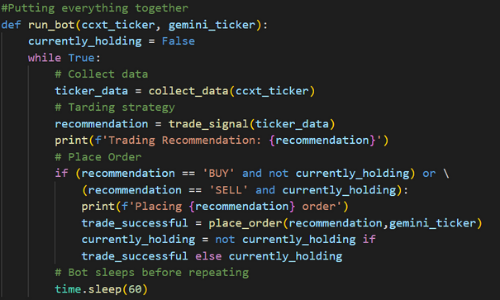 #Putting everything together
def run_bot(ccxt_ticker, gemini_ticker):
    currently_holding = False
    while True:
        # Collect data
        ticker_data = collect_data(ccxt_ticker)
        # Tarding strategy
        recommendation = trade_signal(ticker_data)
        print(f'Trading Recommendation: {recommendation}')
        # Place Order
        if (recommendation == 'BUY' and not currently_holding) or \
            (recommendation == 'SELL' and currently_holding):
            print(f'Placing {recommendation} order')
            trade_successful = place_order(recommendation,gemini_ticker)
            currently_holding = not currently_holding if
            trade_successful else currently_holding
        # Bot sleeps before repeating
        time.sleep(60)